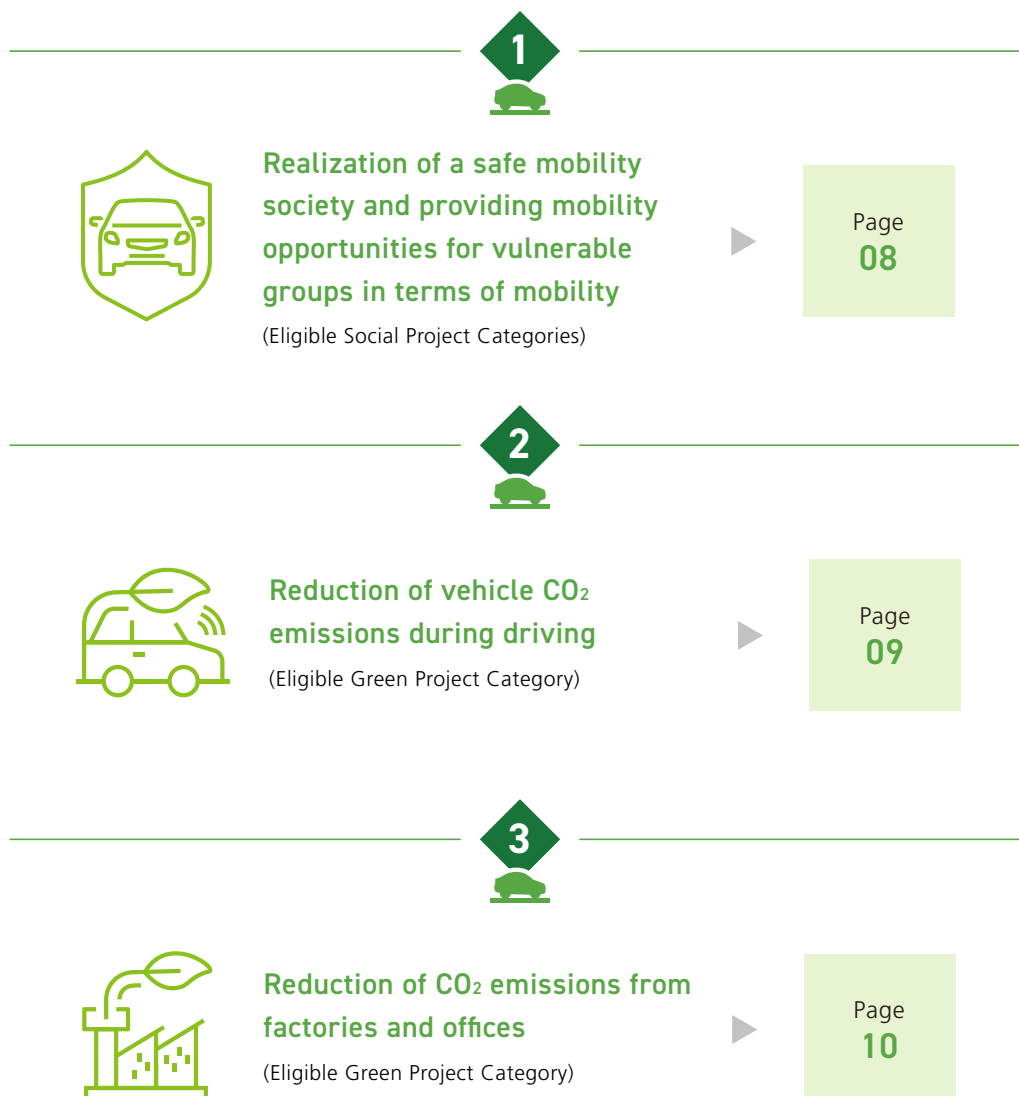 1
Realization of a safe mobility
society and providing mobility
opportunities for vulnerable
groups in terms of mobility
(Eligible Social Project Categories)
Page
08
2
Reduction of vehicle CO₂
emissions during driving
(Eligible Green Project Category)
Page
09
3
Reduction of CO₂ emissions from
factories and offices
(Eligible Green Project Category)
Page
10